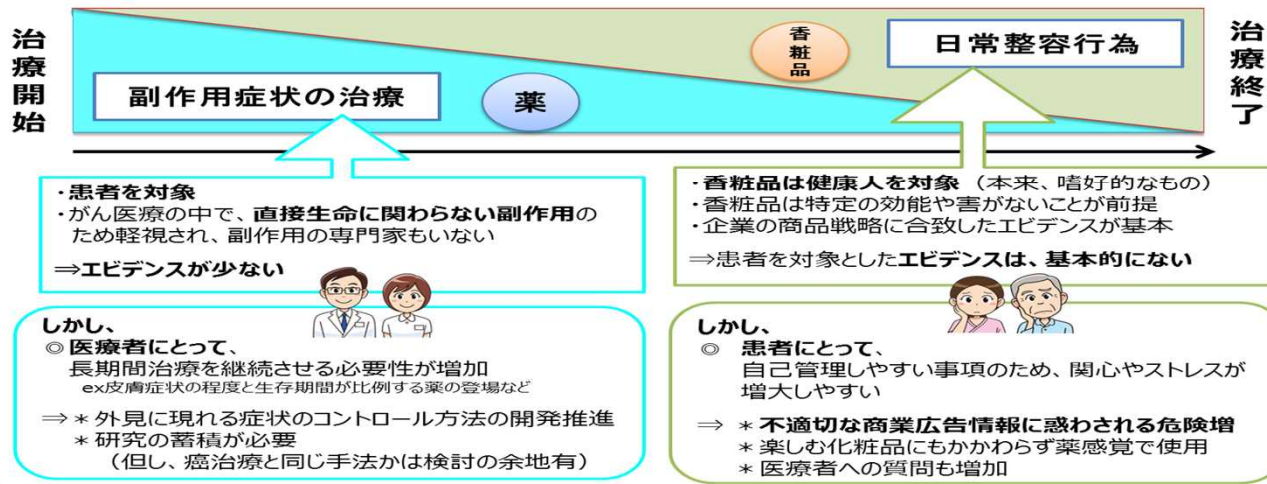 治療開始
副作用症状の治療
薬
香粧品
日常整容行為
治療終了
・患者を対象
・がん医療の中で、直接生命に関わらない副作用の
ため軽視され、副作用の専門家もいない
⇒エビデンスが少ない
しかし、
◎医療者にとって、
長期間治療を継続させる必要性が増加
ex皮膚症状の程度と生存期間が比例する薬の登場など
⇒ * 外見に現れる症状のコントロール方法の開発推進
* 研究の蓄積が必要
(但し、癌治療と同じ手法かは検討の余地有)
・香粧品は健康人を対象 (本来、嗜好的なもの)
・香粧品は特定の効能や害がないことが前提
・企業の商品戦略に合致したエビデンスが基本
⇒患者を対象としたエビデンスは、基本的にない
しかし、
◎ 患者にとって、
自己管理しやすい事項のため、関心やストレスが
増大しやすい
⇒ * 不適切な商業広告情報に惑わされる危険増
* 楽しむ化粧品にもかかわらず薬感覚で使用
* 医療者への質問も増加